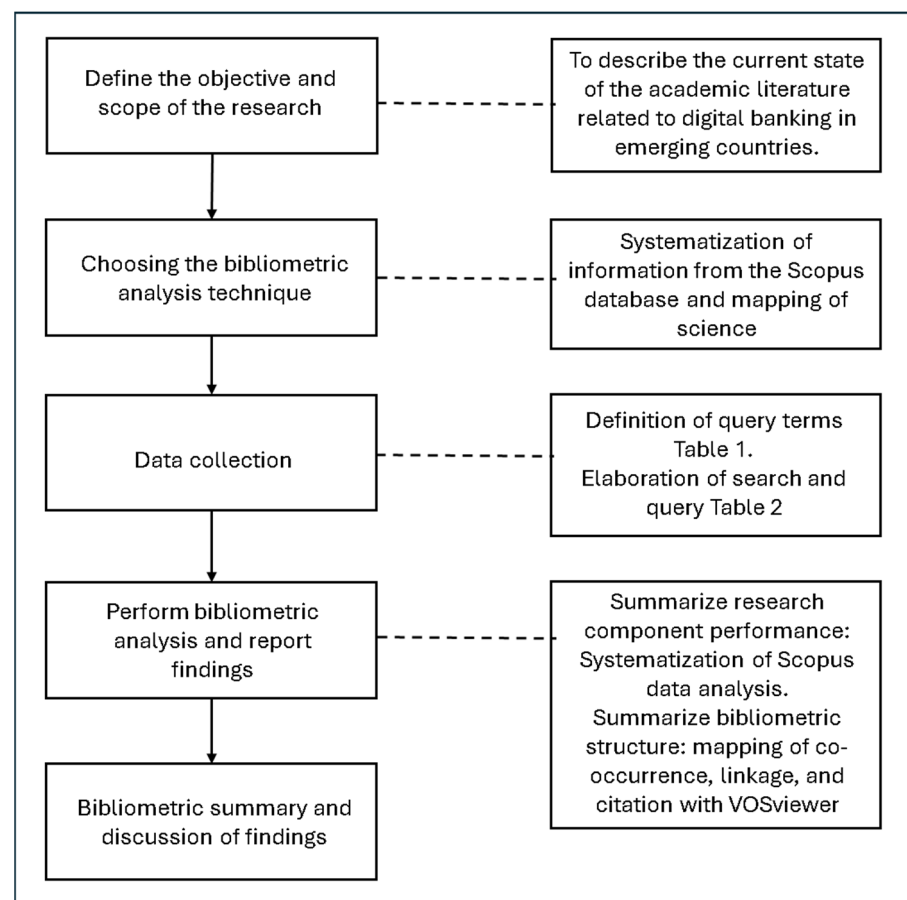 Define the objective and
scope of the research
To describe the current state
of the academic literature
related to digital banking in
emerging countries.
Choosing the bibliometric
analysis technique
Systematization of
information from the Scopus
database and mapping of
science
Data collection
Definition of query terms
Table 1.
Elaboration of search and
query Table 2
Perform bibliometric
analysis and report
findings
Summarize research
component performance:
Systematization of Scopus
data analysis.
Summarize bibliometric
structure: mapping of co-
occurrence, linkage, and
citation with VOSviewer
Bibliometric summary and
discussion of findings